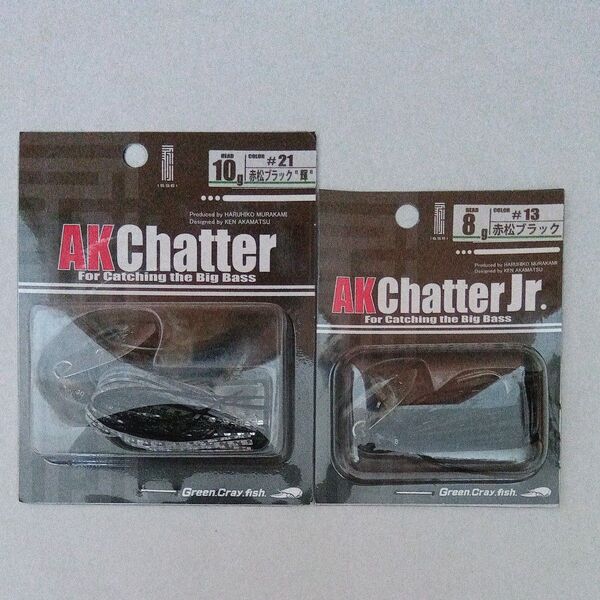 HEAD
10g
COLOR
#21
赤松ブラック"輝"
Produced by HARUHIKO MURAKAMI
Designed by KEN AKAMATSU
AKChatter
For Catching the Big Bass
Green.Cray.fish.
HEAD
8g
COLOR
#13
赤松ブラック
Produced by HARUHIKO MURAKAMI
Designed by KEN AKAMATSU
AKChatter Jr.
For Catching the Big Bass
8
Green.Cray.fish.